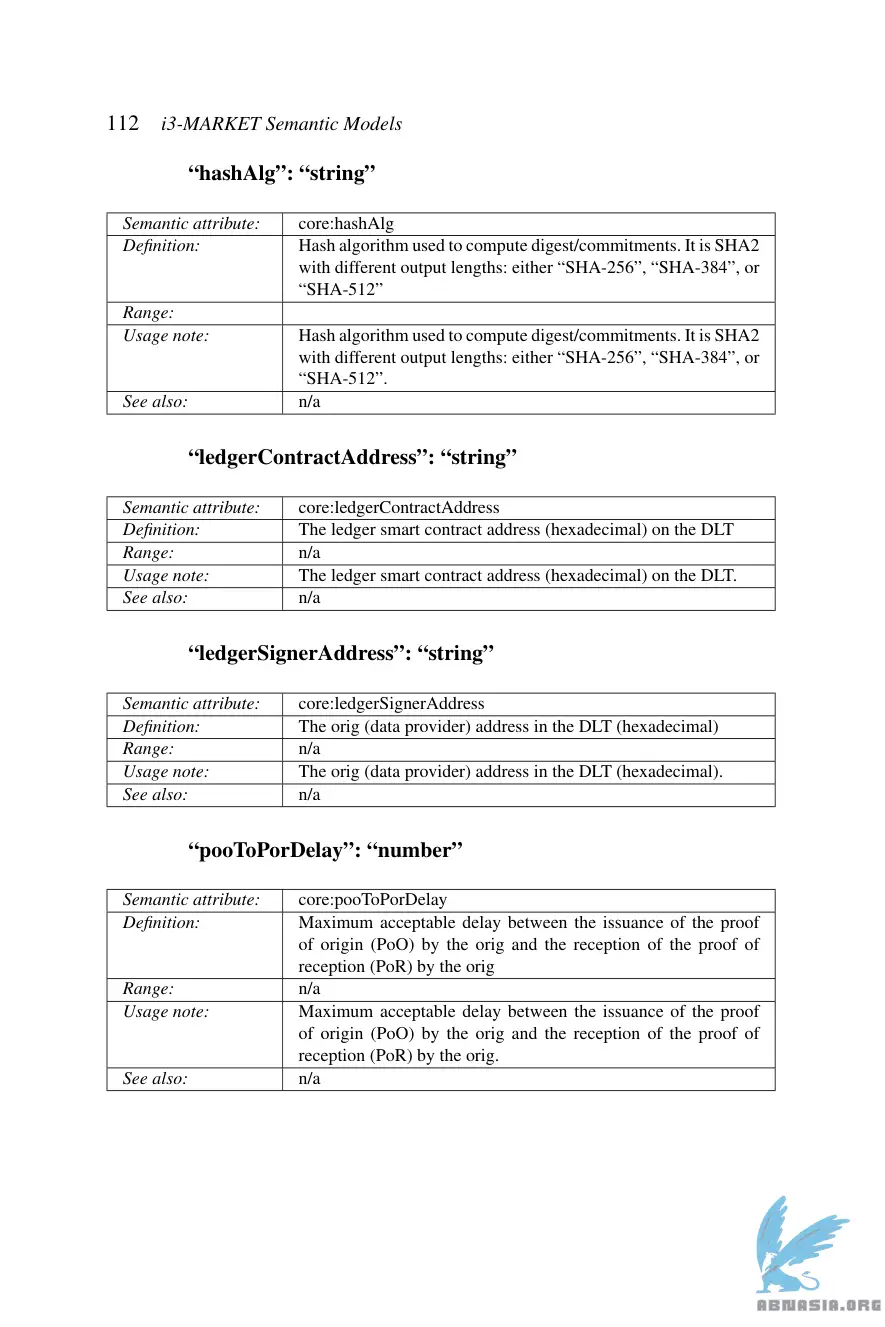 112 i3-MARKET Semantic Models
“hashAlg”: “string”
Semantic attribute: core:hashAlg
Definition: Hash algorithm used to compute digest/commitments. It is SHA2
with different output lengths: either “SHA-256”, “SHA-384”, or
“SHA-512”
Range:
Usage note: Hash algorithm used to compute digest/commitments. It is SHA2
with different output lengths: either “SHA-256”, “SHA-384”, or
“SHA-512”.
See also: n/a
“ledgerContractAddress”: “string”
Semantic attribute: core:ledgerContractAddress
Definition: The ledger smart contract address (hexadecimal) on the DLT
Range: n/a
Usage note: The ledger smart contract address (hexadecimal) on the DLT.
See also: n/a
“ledgerSignerAddress”: “string”
Semantic attribute: core:ledgerSignerAddress
Definition: The orig (data provider) address in the DLT (hexadecimal)
Range: n/a
Usage note: The orig (data provider) address in the DLT (hexadecimal).
See also: n/a
“pooToPorDelay”: “number”
Semantic attribute: core:pooToPorDelay
Definition: Maximum acceptable delay between the issuance of the proof
of origin (PoO) by the orig and the reception of the proof of
reception (PoR) by the orig
Range: n/a
Usage note: Maximum acceptable delay between the issuance of the proof
of origin (PoO) by the orig and the reception of the proof of
reception (PoR) by the orig.
See also: n/a
ABNASIA.ORG